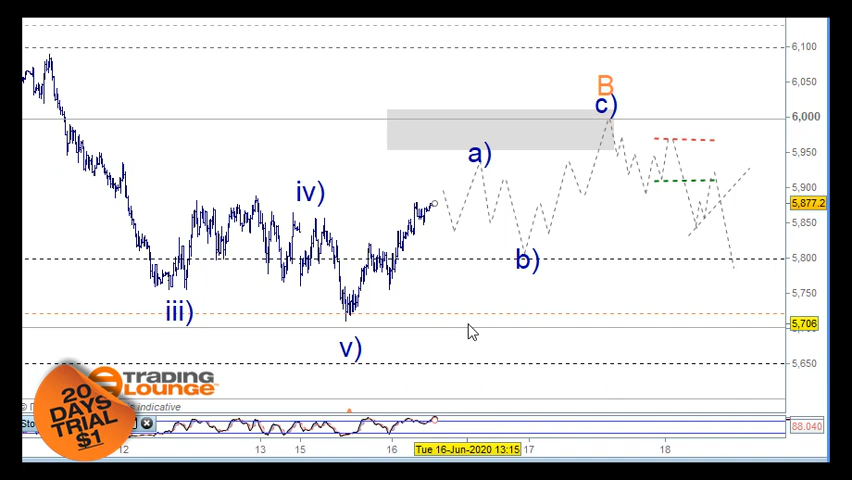 6,100
6,050
B
c)
6,000
a)
5,950
iv)
5,900
5,877.2
5,850
b)
5,800
iii)
5,750
5,706
v)
5,650
TRADING
LOUNGE
20
DAYS
TRIAL
$1
s indicative
88.040
12
13
15
16
Tue 16-Jun-2020 13:15
17
18